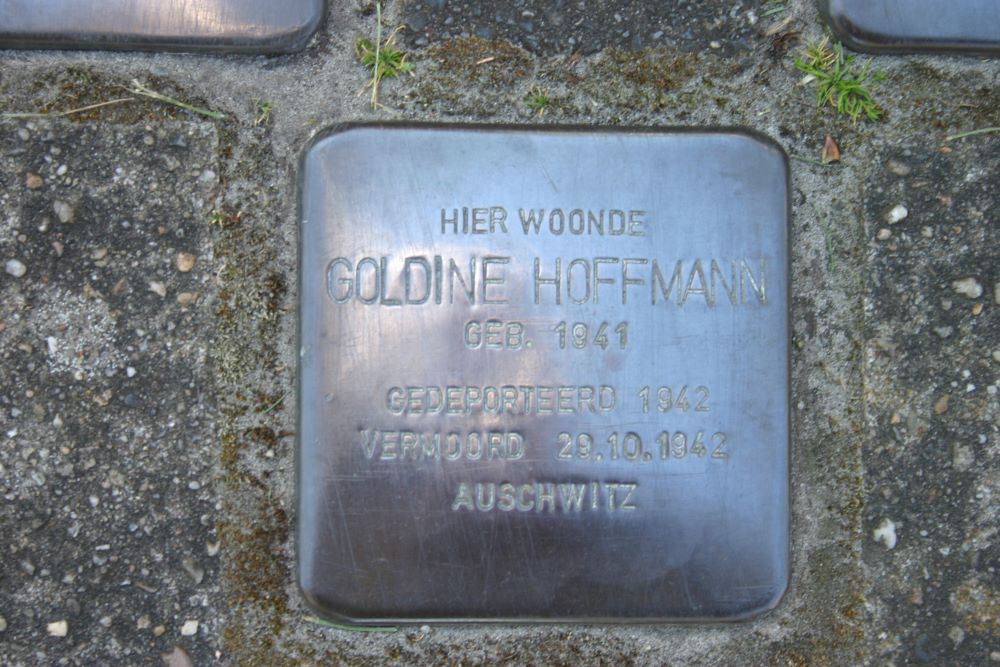 HIER WOONDE
GOLDINE HOFFMANN
GEB. 1941
GEDEPORTEERD 1942
VERMOORD 29.10.1942
AUSCHWITZ